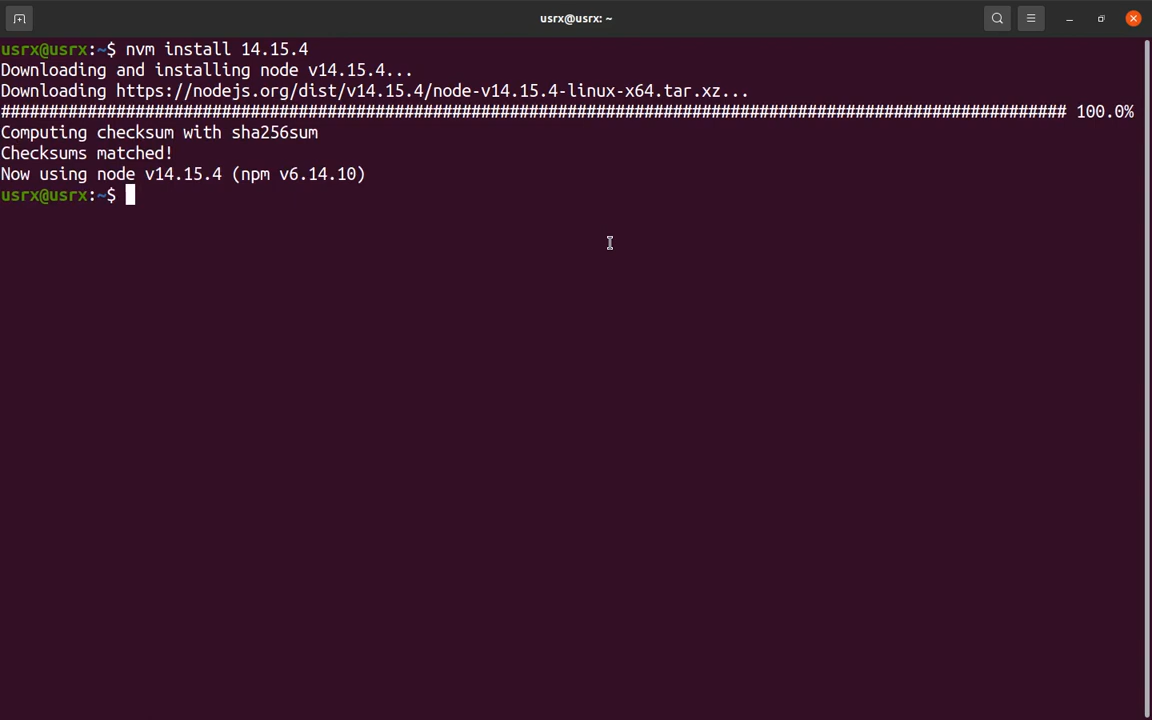 usrx@usrx: ~
usrx@usrx:~$ nvm install 14.15.4
Downloading and installing node v14.15.4...
Downloading https://nodejs.org/dist/v14.15.4/node-v14.15.4-linux-x64.tar.xz...
############################################################################################################### 100.0%
Computing checksum with sha256sum
Checksums matched!
Now using node v14.15.4 (npm v6.14.10)
usrx@usrx:~$